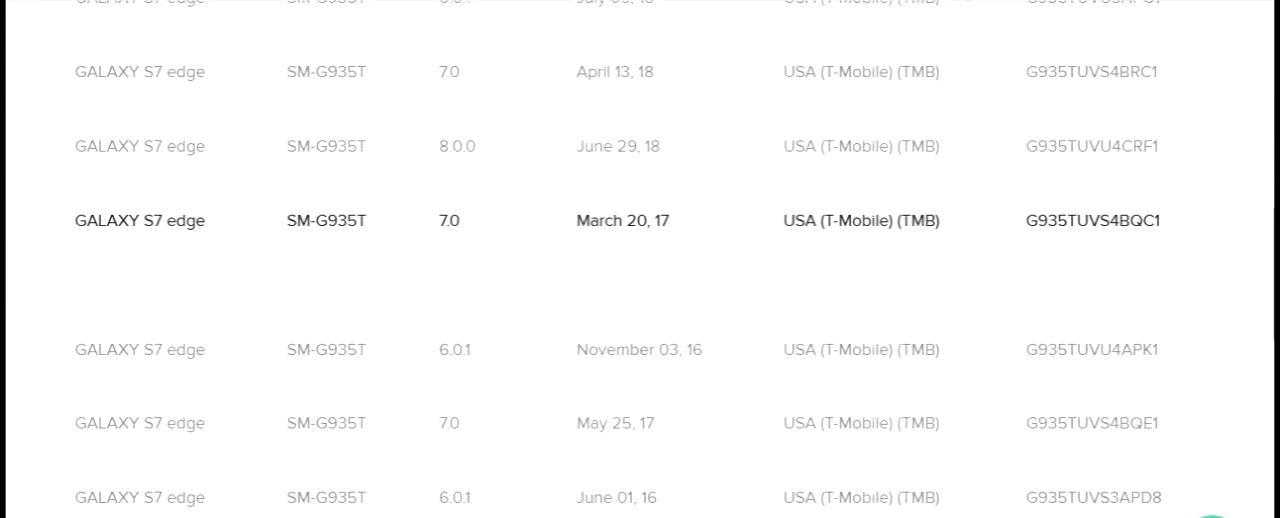 GALAXY S7 edge SM-G935T 7.0 April 13, 18 USA (T-Mobile) (TMB) G935TUVS4BRC1
GALAXY S7 edge SM-G935T 8.0.0 June 29, 18 USA (T-Mobile) (TMB) G935TUVU4CRF1
GALAXY S7 edge SM-G935T 7.0 March 20, 17 USA (T-Mobile) (TMB) G935TUVS4BQC1
GALAXY S7 edge SM-G935T 6.0.1 November 03, 16 USA (T-Mobile) (TMB) G935TUVU4APK1
GALAXY S7 edge SM-G935T 7.0 May 25, 17 USA (T-Mobile) (TMB) G935TUVS4BQE1
GALAXY S7 edge SM-G935T 6.0.1 June 01, 16 USA (T-Mobile) (TMB) G935TUVS3APD8